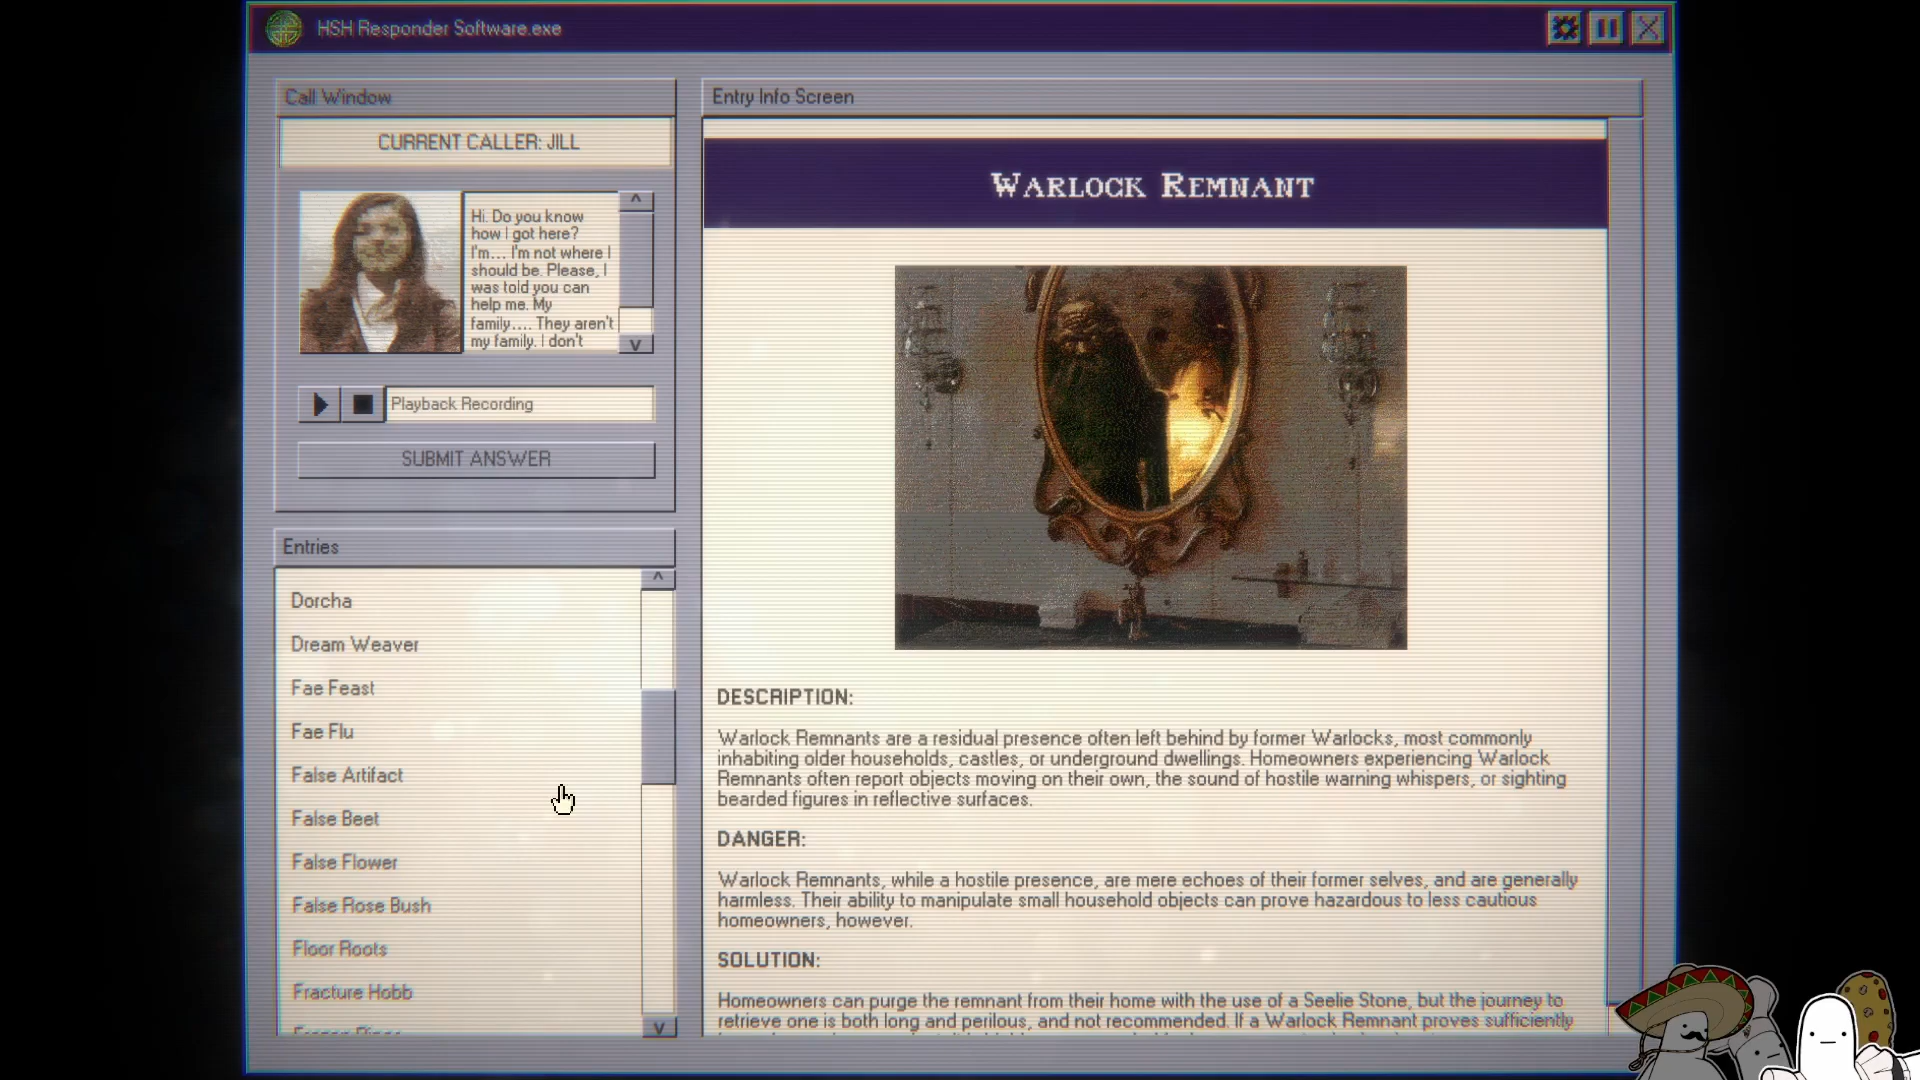 HSH Responder Software.exe
Call Window
CURRENT CALLER: JILL
Hi. Do you know
how I got here?
I'm... I'm not where I
should be. Please, I
was told you can
help me. My
family.... They aren't
my family. I don't
Playback Recording
SUBMIT ANSWER
Entries
Dorcha
Dream Weaver
Fae Feast
Fae Flu
False Artifact
False Beet
False Flower
False Rose Bush
Floor Roots
Fracture Hobb
Entry Info Screen
Warlock Remnant
DESCRIPTION:
Warlock Remnants are a residual presence often left behind by former Warlocks, most commonly
inhabiting older households, castles, or underground dwellings. Homeowners experiencing Warlock
Remnants often report objects moving on their own, the sound of hostile warning whispers, or sighting
bearded figures in reflective surfaces.
DANGER:
Warlock Remnants, while a hostile presence, are mere echoes of their former selves, and are generally
harmless. Their ability to manipulate small household objects can prove hazardous to less cautious
homeowners, however.
SOLUTION:
Homeowners can purge the remnant from their home with the use of a Seelie Stone, but the journey to
retrieve one is both long and perilous, and not recommended. If a Warlock Remnant proves sufficiently